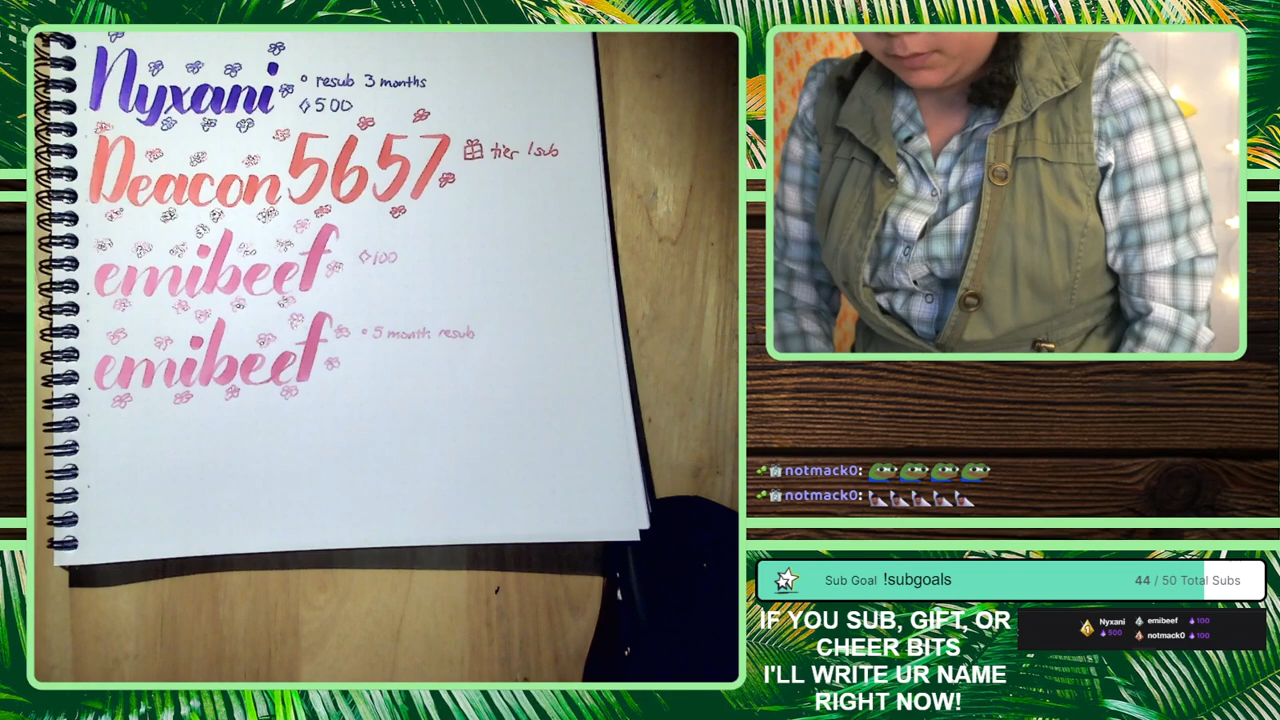 Nyxani ∘ resub 3 months
◊500
Deacon5657 tier 1 sub
emibeef ◊100
emibeef ∘ 5 month resub
notmack0:
notmack0:
Sub Goal !subgoals 44 / 50 Total Subs
IF YOU SUB, GIFT, OR
CHEER BITS
I'LL WRITE UR NAME
RIGHT NOW!
1 Nyxani 500
emibeef 100
notmack0 100